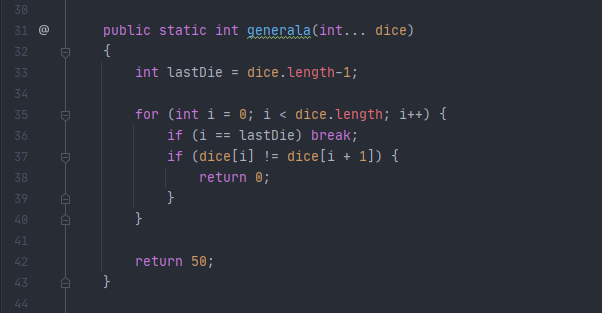 30
31 @ public static int generala(int... dice)
32 {
33 int lastDie = dice.length-1;
34
35 for (int i = 0; i < dice.length; i++) {
36 if (i == lastDie) break;
37 if (dice[i] != dice[i + 1]) {
38 return 0;
39 }
40 }
41
42 return 50;
43 }
44